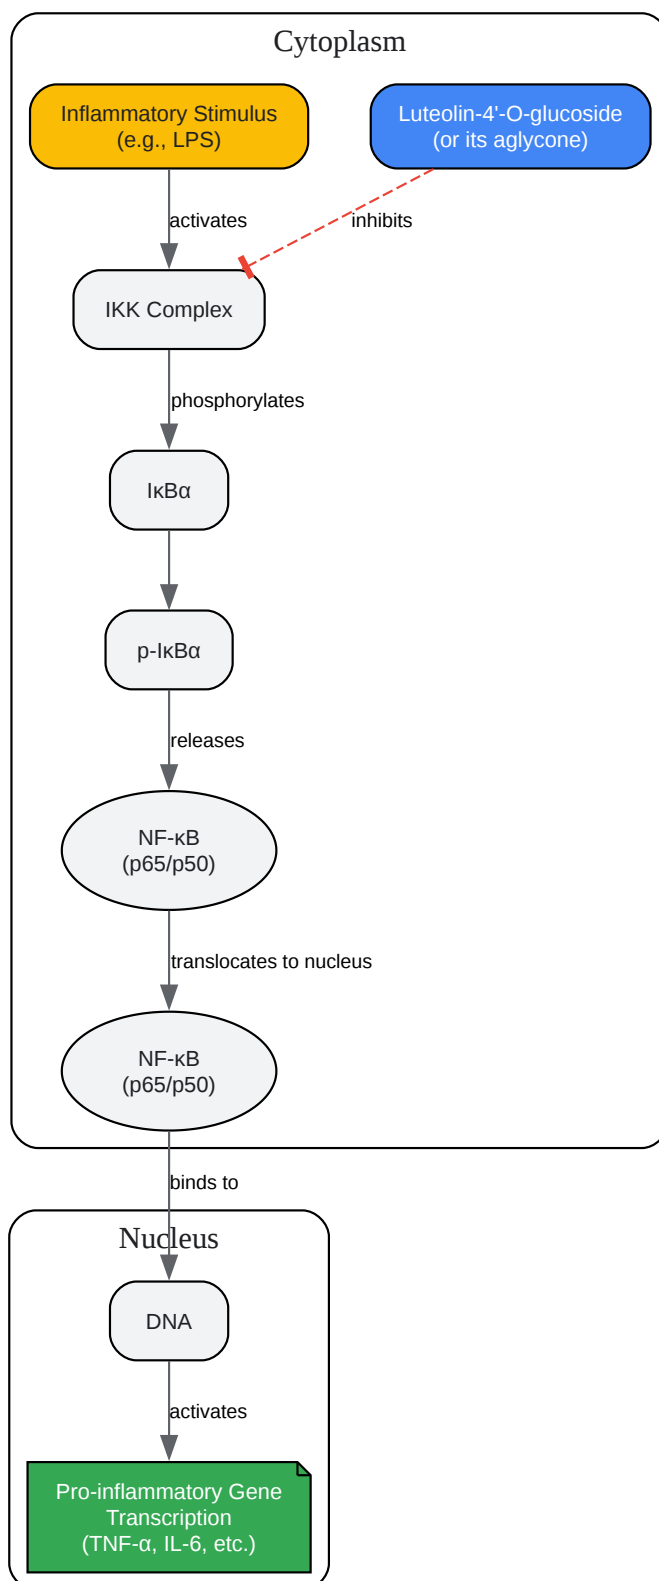 Cytoplasm
Inflammatory Stimulus
(e.g., LPS)
Luteolin-4'-O-glucoside
(or its aglycone)
activates
inhibits
IKK Complex
phosphorylates
IκBα
p-IκBα
releases
NF-κB
(p65/p50)
translocates to nucleus
NF-κB
(p65/p50)
binds to
Nucleus
DNA
activates
Pro-inflammatory Gene
Transcription
(TNF-α, IL-6, etc.)